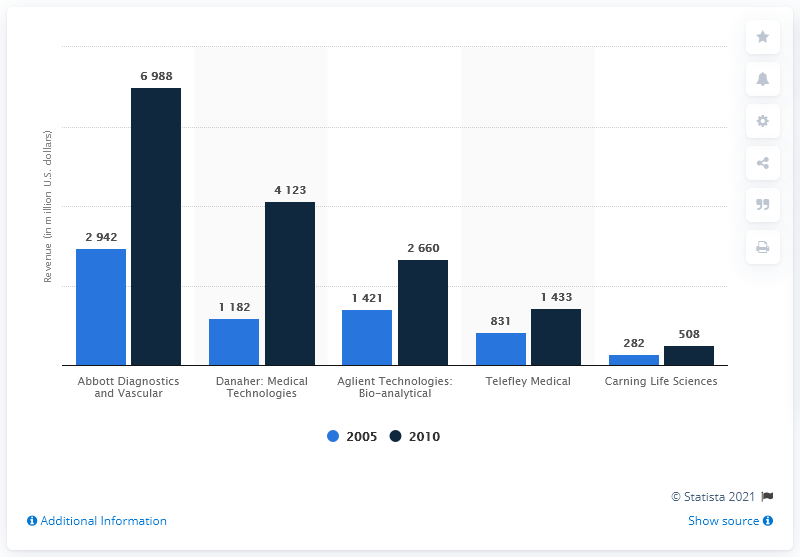 Revenue (in million U.S. dollars)
6 988
2 942
4 123
1 182
2 660
1 421
1 433
831
508
282
Abbott Diagnostics
and Vascular
Danaher: Medical
Technologies
Aglient Technologies:
Bio-analytical
Telefley Medical
Carning Life Sciences
2005 2010
© Statista 2021
Additional Information
Show source